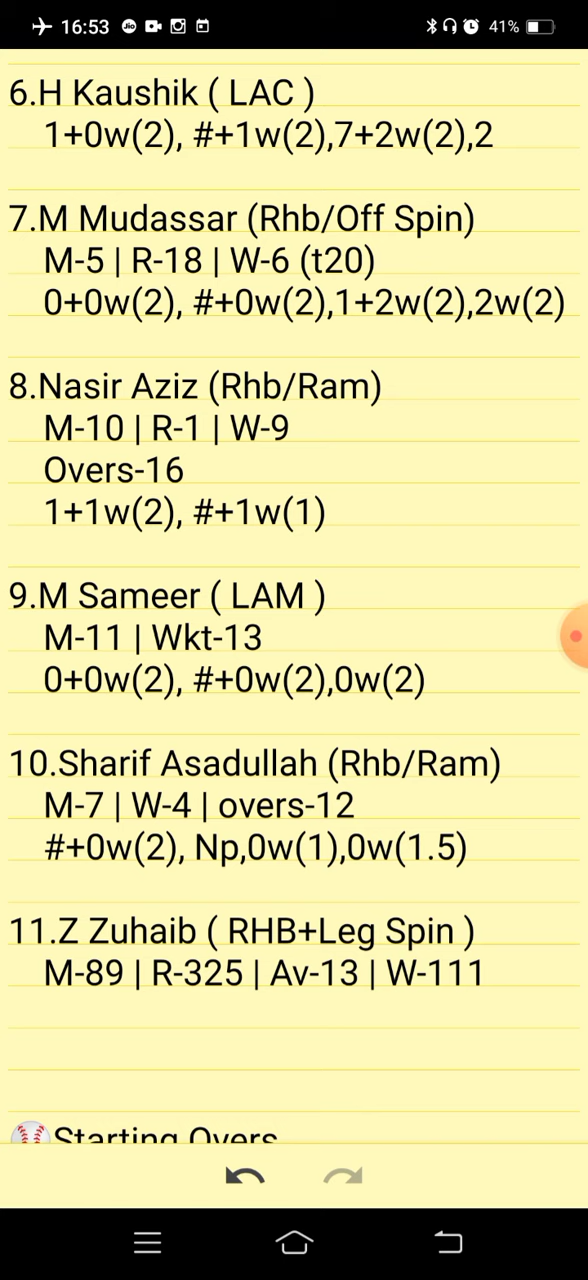 16:53 Jio 41%
6.H Kaushik ( LAC )
1+0w(2), #+1w(2),7+2w(2),2
7.M Mudassar (Rhb/Off Spin)
M-5 | R-18 | W-6 (t20)
0+0w(2), #+0w(2),1+2w(2),2w(2)
8.Nasir Aziz (Rhb/Ram)
M-10 | R-1 | W-9
Overs-16
1+1w(2), #+1w(1)
9.M Sameer ( LAM )
M-11 | Wkt-13
0+0w(2), #+0w(2),0w(2)
10.Sharif Asadullah (Rhb/Ram)
M-7 | W-4 | overs-12
#+0w(2), Np,0w(1),0w(1.5)
11.Z Zuhaib ( RHB+Leg Spin )
M-89 | R-325 | Av-13 | W-111
Starting Overs